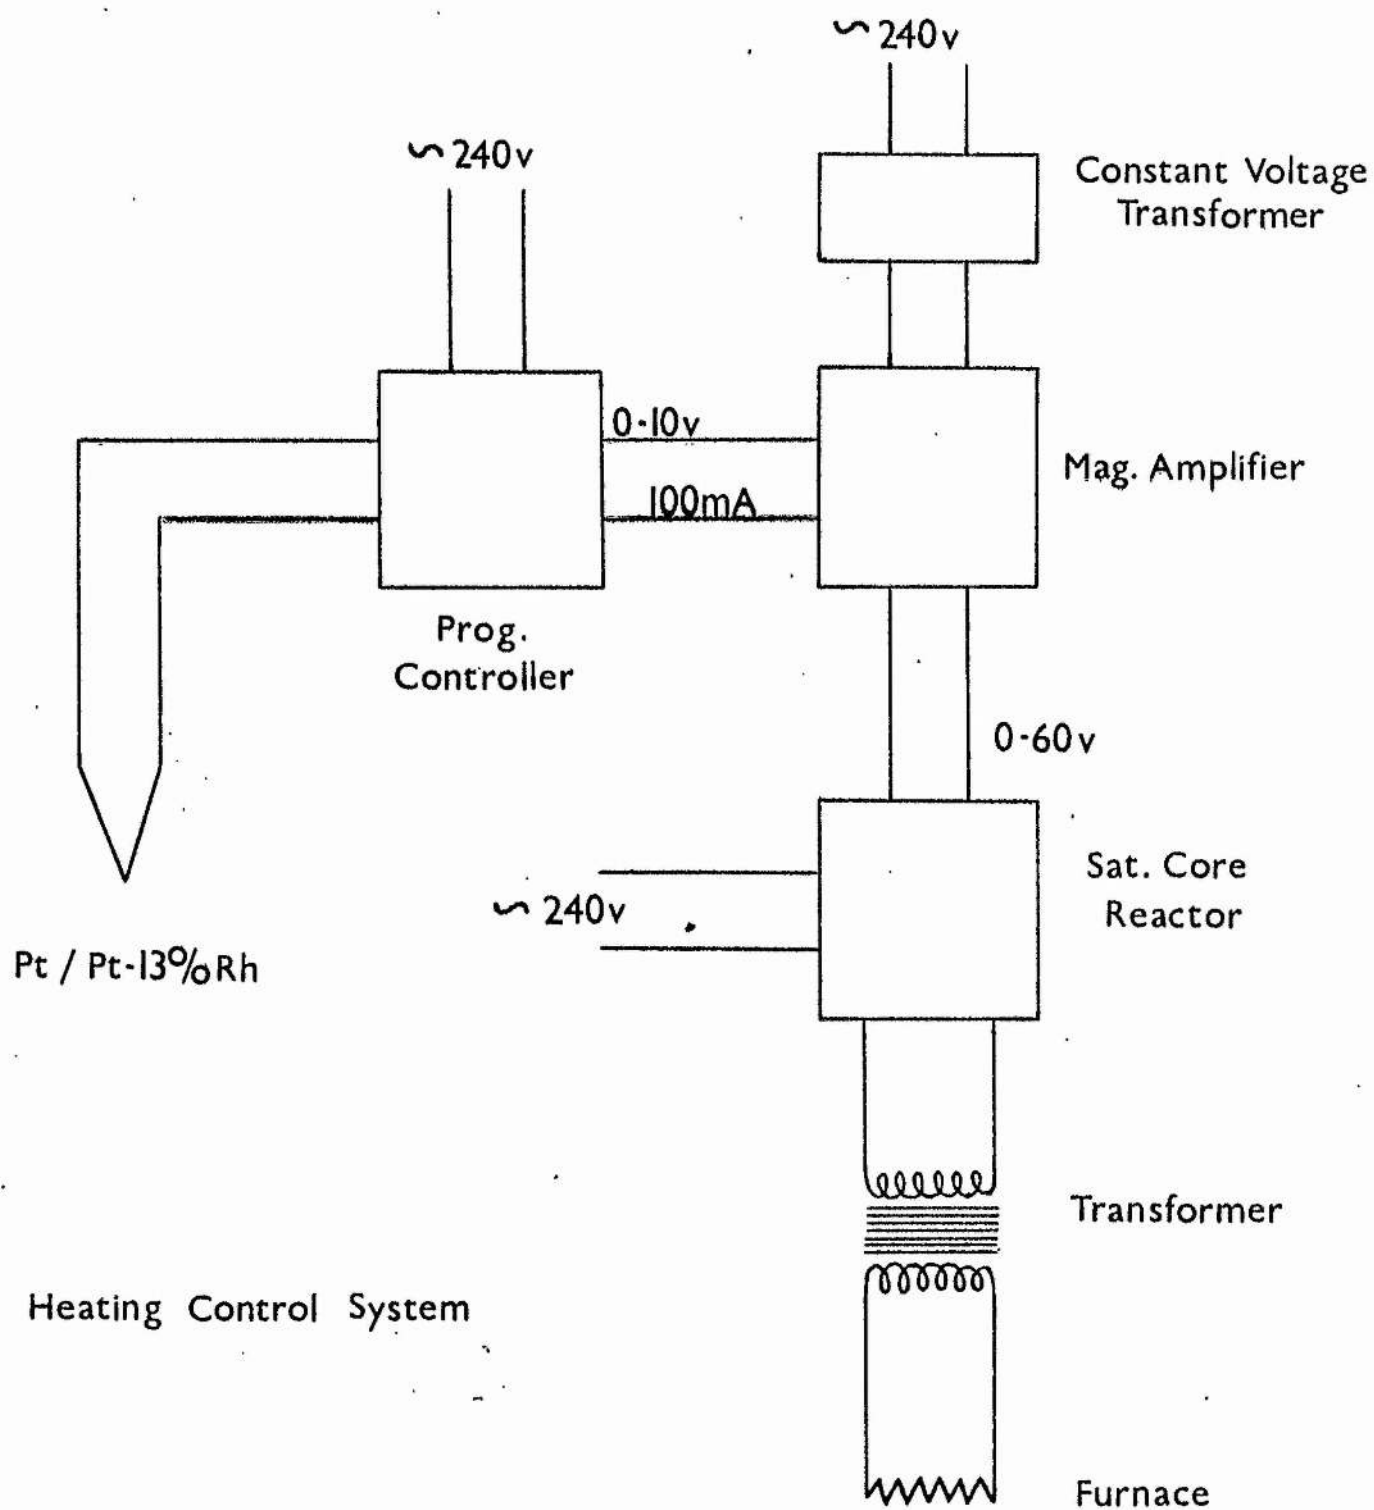 ∽ 240v
∽ 240v
Constant Voltage
Transformer
0-10v
100mA
Mag. Amplifier
Prog.
Controller
0-60v
Sat. Core
Reactor
∽ 240v
Pt / Pt-13%Rh
Transformer
Heating Control System
Furnace